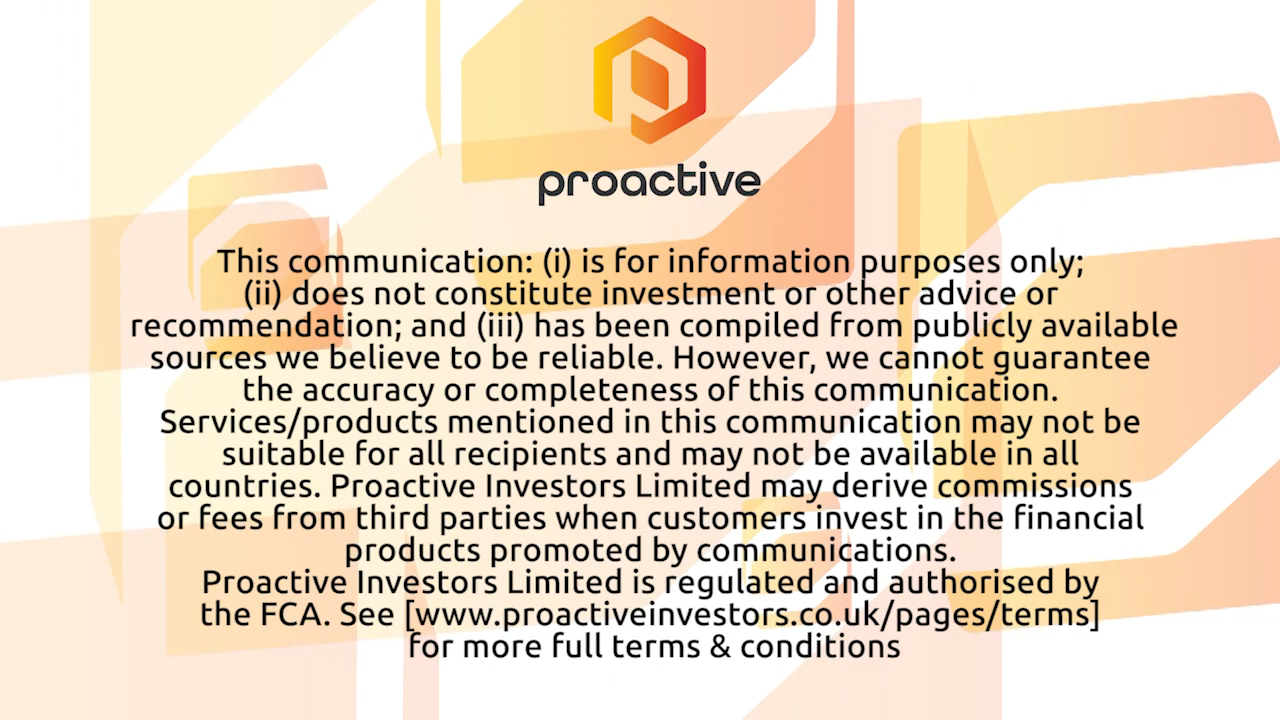 proactive
This communication: (i) is for information purposes only;
(ii) does not constitute investment or other advice or
recommendation; and (iii) has been compiled from publicly available
sources we believe to be reliable. However, we cannot guarantee
the accuracy or completeness of this communication.
Services/products mentioned in this communication may not be
suitable for all recipients and may not be available in all
countries. Proactive Investors Limited may derive commissions
or fees from third parties when customers invest in the financial
products promoted by communications.
Proactive Investors Limited is regulated and authorised by
the FCA. See [www.proactiveinvestors.co.uk/pages/terms]
for more full terms & conditions